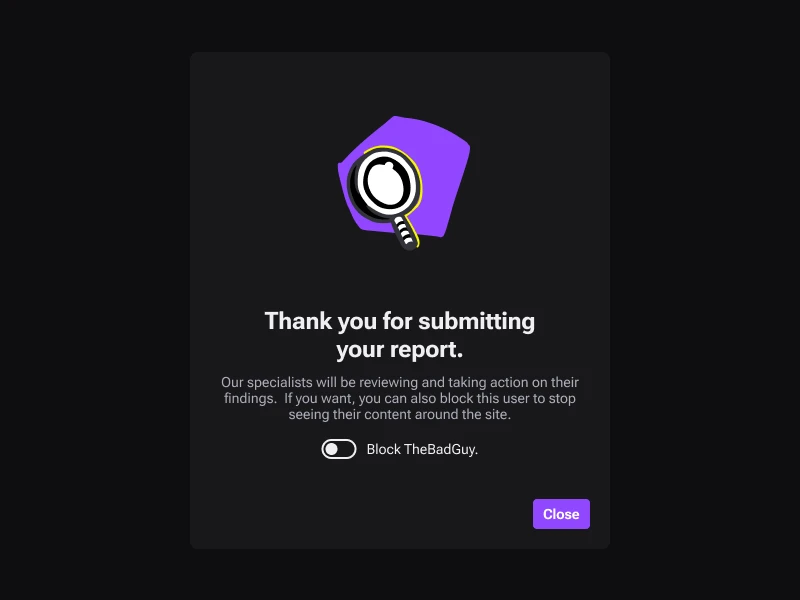 Thank you for submitting
your report.
Our specialists will be reviewing and taking action on their
findings.  If you want, you can also block this user to stop
seeing their content around the site.
Block TheBadGuy.
Close